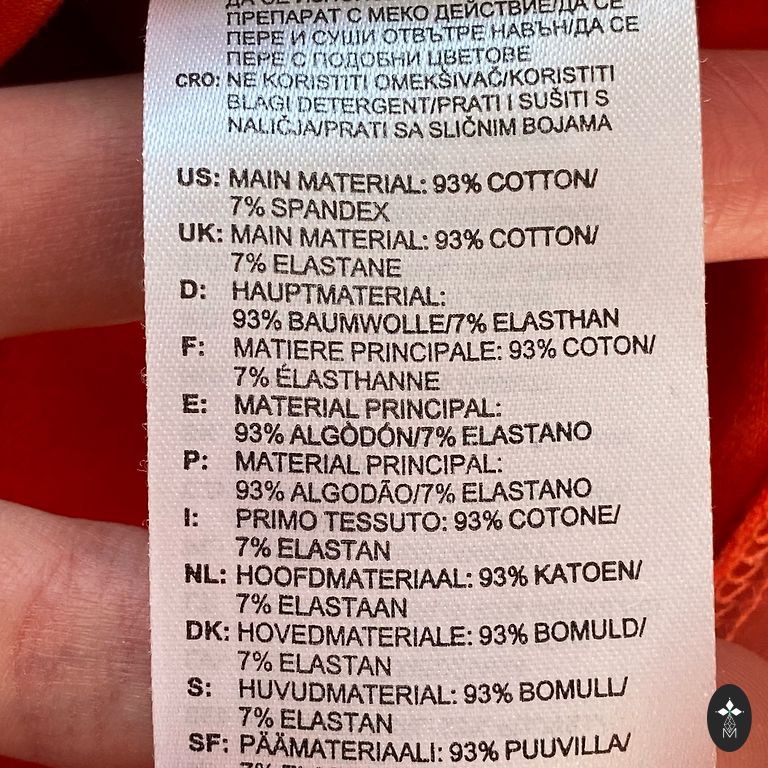 ПРЕПАРАТ С МЕКО ДЕЙСТВИЕ/ДА СЕ
ПЕРЕ И СУШИ ОТВЪТРЕ НАВЪН/ДА СЕ
ПЕРЕ С ПОДОБНИ ЦВЕТОВЕ
CRO: NE KORISTITI OMEKŠIVAČ/KORISTITI
BLAGI DETERGENT/PRATI I SUŠITI S
NALIČJA/PRATI SA SLIČNIM BOJAMA
US: MAIN MATERIAL: 93% COTTON/
7% SPANDEX
UK: MAIN MATERIAL: 93% COTTON/
7% ELASTANE
D: HAUPTMATERIAL:
93% BAUMWOLLE/7% ELASTHAN
F: MATIERE PRINCIPALE: 93% COTON/
7% ÉLASTHANNE
E: MATERIAL PRINCIPAL:
93% ALGÒDÓN/7% ELASTANO
P: MATERIAL PRINCIPAL:
93% ALGODÃO/7% ELASTANO
I: PRIMO TESSUTO: 93% COTONE/
7% ELASTAN
NL: HOOFDMATERIAAL: 93% KATOEN/
7% ELASTAAN
DK: HOVEDMATERIALE: 93% BOMULD/
7% ELASTAN
S: HUVUDMATERIAL: 93% BOMULL/
7% ELASTAN
SF: PÄÄMATERIAALI: 93% PUUVILLA/